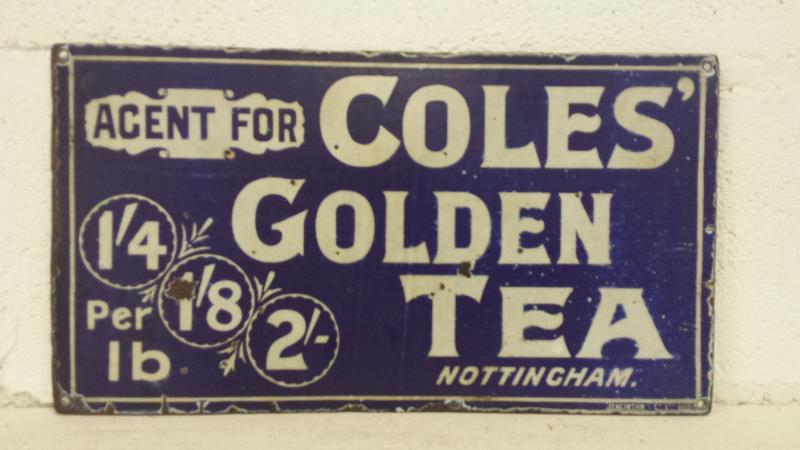 AGENT FOR
COLES'
GOLDEN
TEA
NOTTINGHAM.
1/4
1/8
2/-
Per
lb